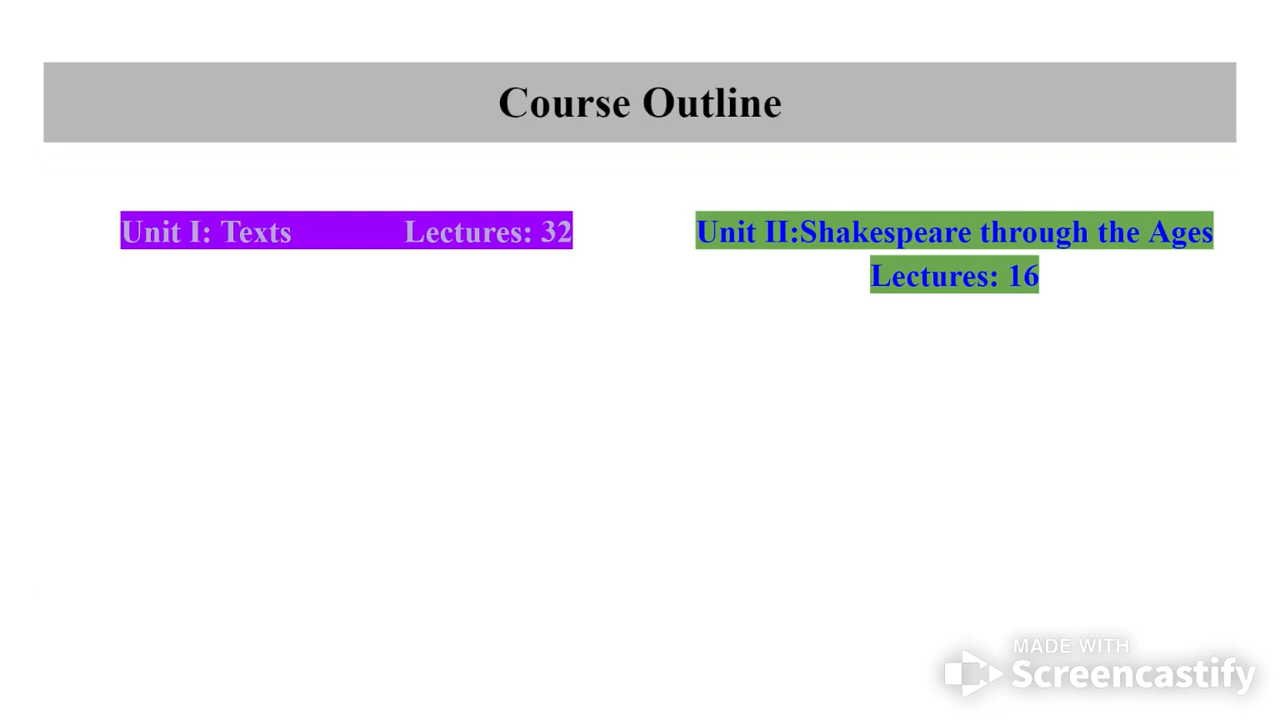 Course Outline
Unit I: Texts Lectures: 32
Unit II:Shakespeare through the Ages
Lectures: 16
MADE WITH
Screencastify